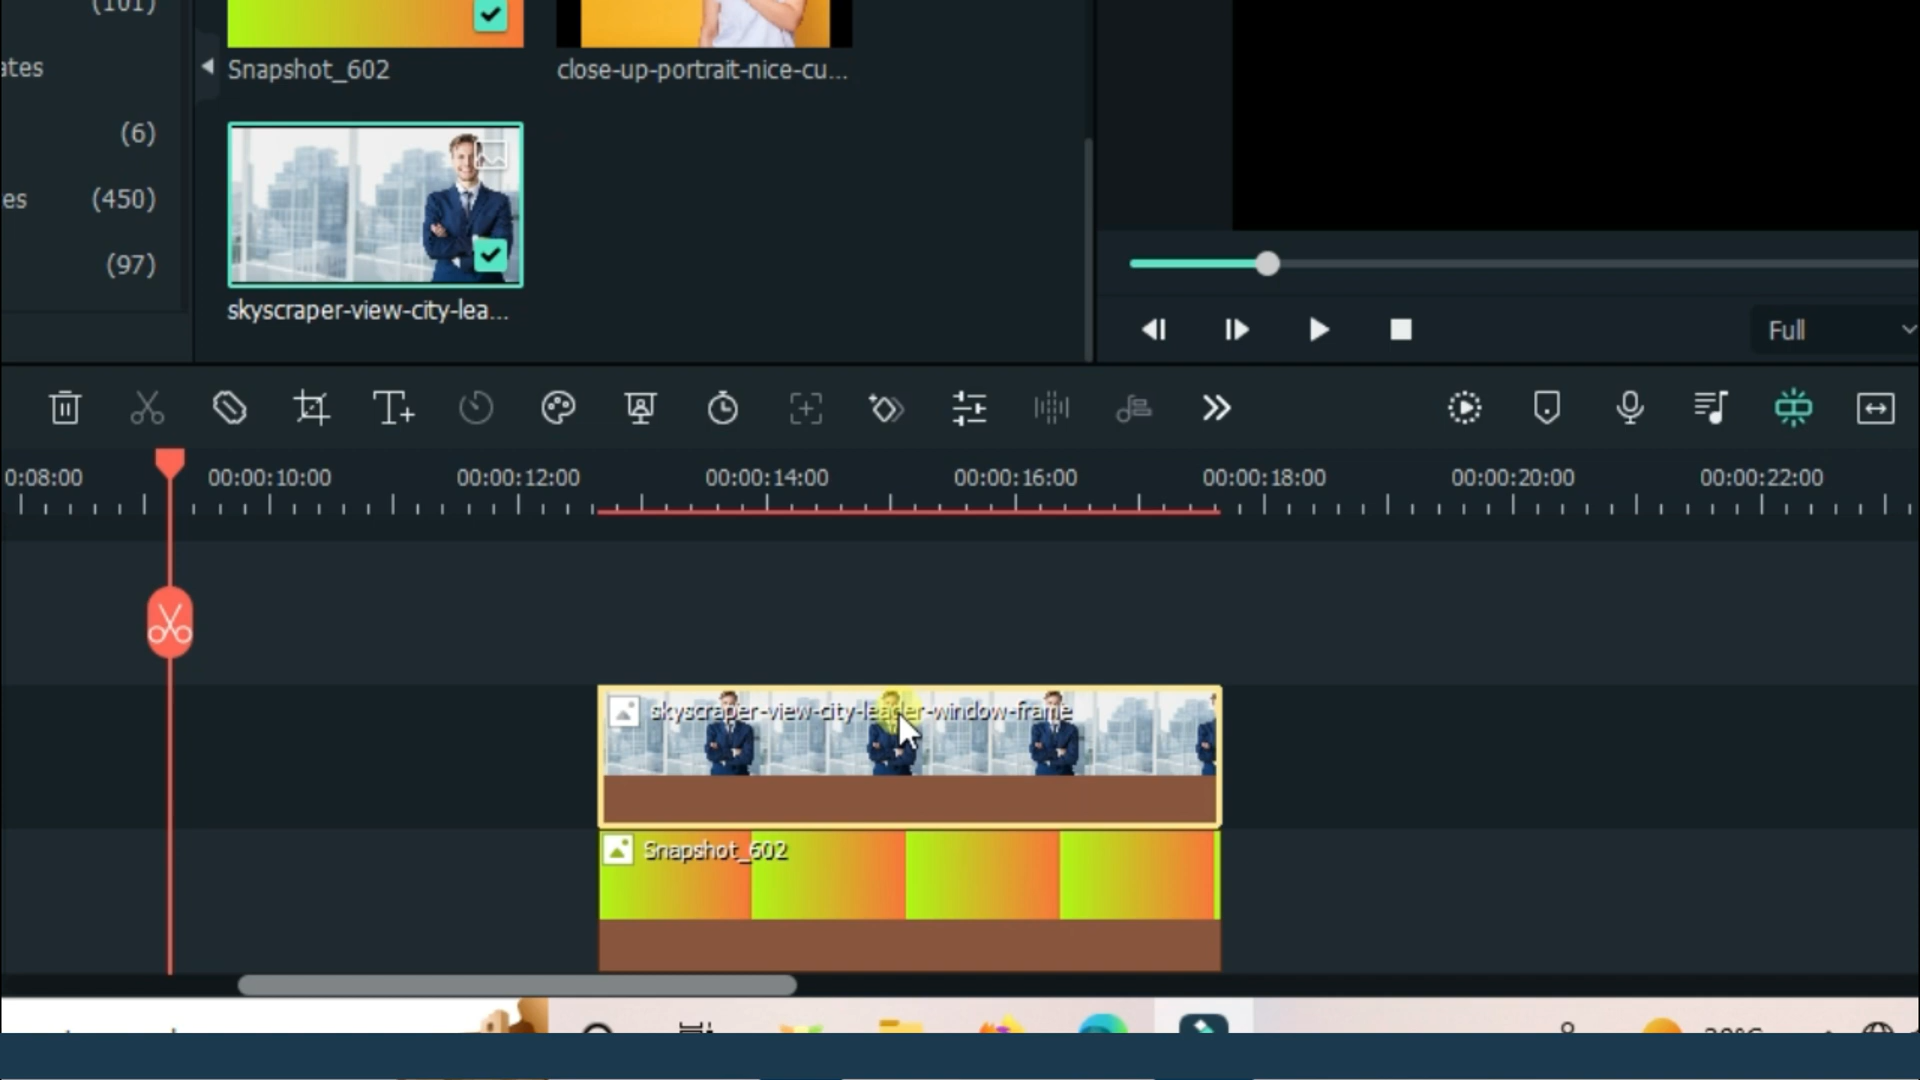 (101)
ates
Snapshot_602
close-up-portrait-nice-cu...
(6)
es
(450)
(97)
skyscraper-view-city-lea...
Full
0:08:00
00:00:10:00
00:00:12:00
00:00:14:00
00:00:16:00
00:00:18:00
00:00:20:00
00:00:22:00
skyscraper-view-city-leader-window-frame
Snapshot_602